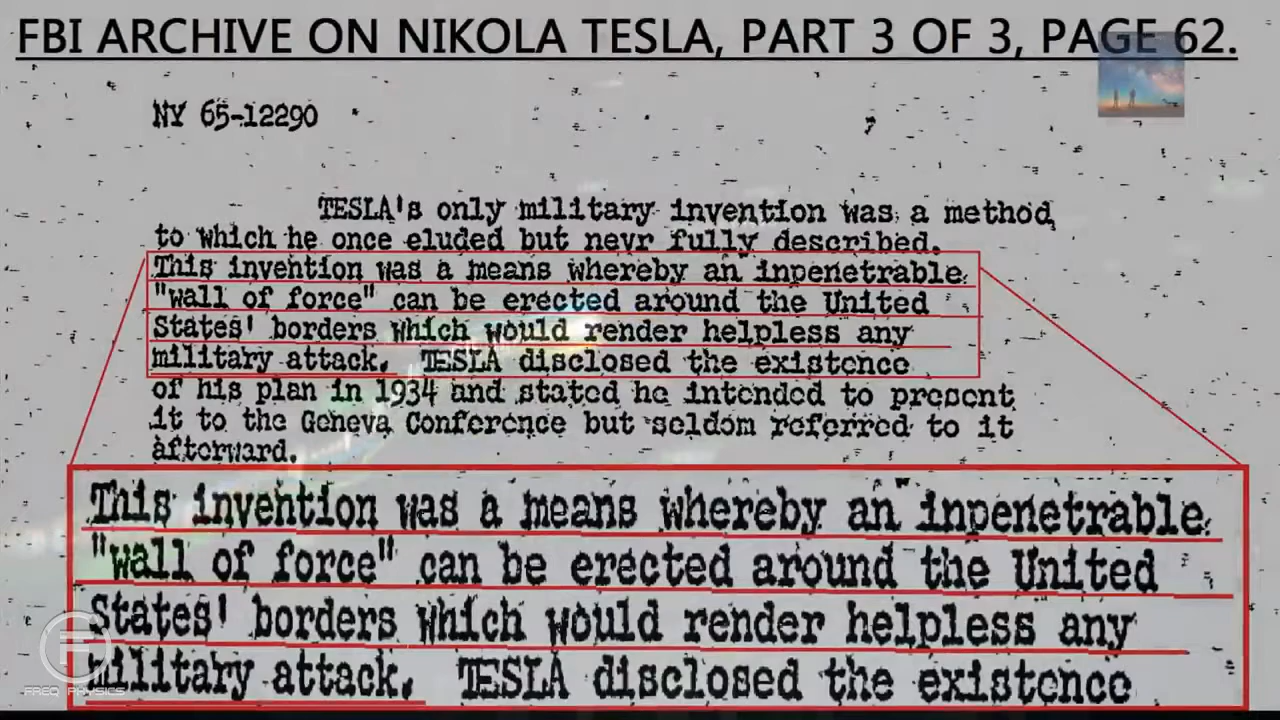 FBI ARCHIVE ON NIKOLA TESLA, PART 3 OF 3, PAGE 62.
NY 65-12290
TESLA's only military invention was a method
to which he once eluded but nevr fully described.
This invention was a means whereby an inpenetrable
"wall of force" can be erected around the United
States' borders which would render helpless any
military attack. TESLA disclosed the existence
of his plan in 1934 and stated he intended to present
it to the Geneva Conference but seldom referred to it
afterward.
This invention was a means whereby an inpenetrable
"wall of force" can be erected around the United
States' borders which would render helpless any
military attack. TESLA disclosed the existence
FREQ PHYSICS